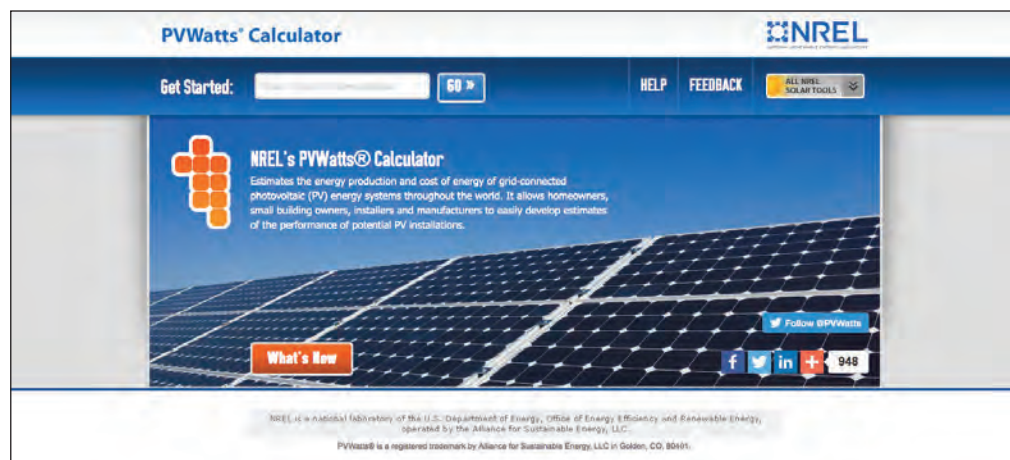 PVWatts® Calculator
NREL
Get Started:
GO »
HELP
FEEDBACK
ALL NREL
SOLAR TOOLS
NREL's PVWatts® Calculator
Estimates the energy production and cost of energy of grid-connected
photovoltaic (PV) energy systems throughout the world. It allows homeowners,
small building owners, installers and manufacturers to easily develop estimates
of the performance of potential PV installations.
Follow @PVWatts
What's New
f
in
+
948
NREL is a national laboratory of the U.S. Department of Energy, Office of Energy Efficiency and Renewable Energy,
operated by the Alliance for Sustainable Energy, LLC.
PVWatts® is a registered trademark by Alliance for Sustainable Energy, LLC in Golden, CO, 80401.